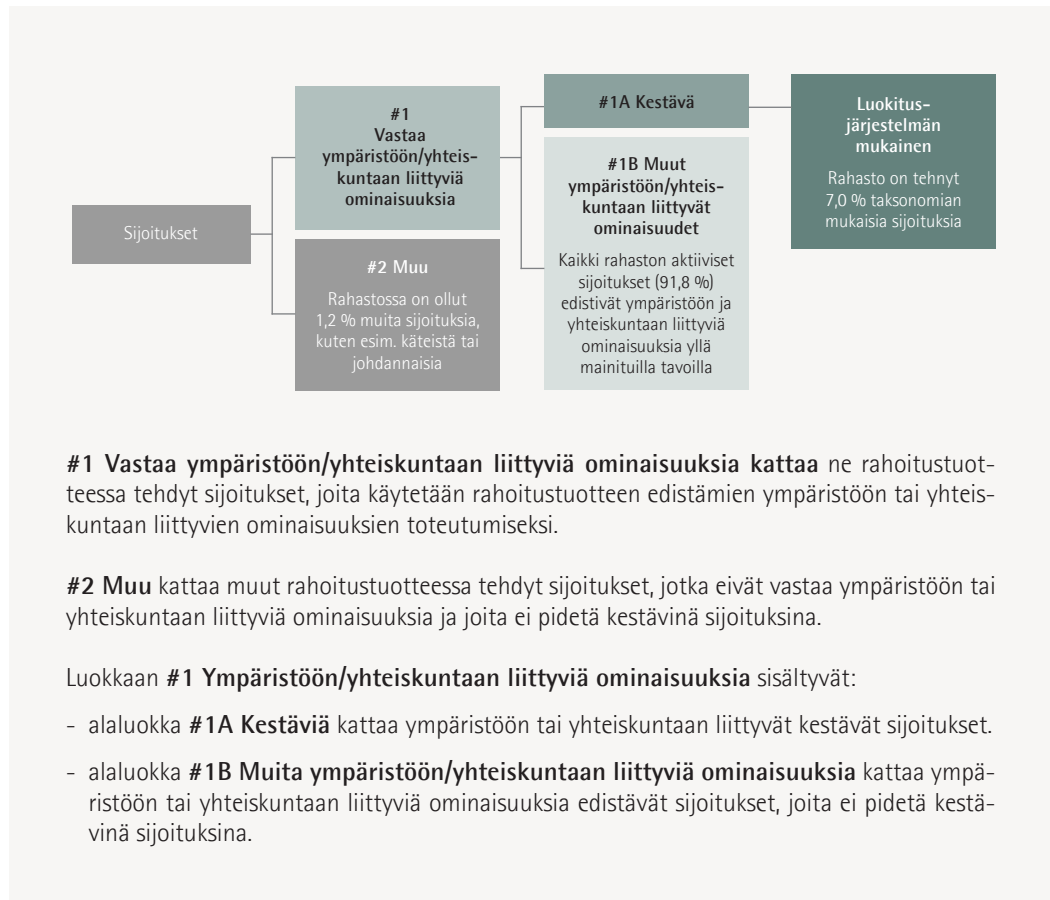 Sijoitukset
#1
Vastaa
ympäristöön/yhteis-
kuntaan liittyviä
ominaisuuksia
#2 Muu
Rahastossa on ollut
1,2 % muita sijoituksia,
kuten esim. käteistä tai
johdannaisia
#1A Kestävä
#1B Muut
ympäristöön/yhteis-
kuntaan liittyvät
ominaisuudet
Kaikki rahaston aktiiviset
sijoitukset (91,8 %)
edistivät ympäristöön ja
yhteiskuntaan liittyviä
ominaisuuksia yllä
mainituilla tavoilla
Luokitus-
järjestelmän
mukainen
Rahasto on tehnyt
7,0 % taksonomian
mukaisia sijoituksia
#1 Vastaa ympäristöön/yhteiskuntaan liittyviä ominaisuuksia kattaa ne rahoitustuot-
teessa tehdyt sijoitukset, joita käytetään rahoitustuotteen edistämien ympäristöön tai yhteis-
kuntaan liittyvien ominaisuuksien toteutumiseksi.
#2 Muu kattaa muut rahoitustuotteessa tehdyt sijoitukset, jotka eivät vastaa ympäristöön tai
yhteiskuntaan liittyviä ominaisuuksia ja joita ei pidetä kestävinä sijoituksina.
Luokkaan #1 Ympäristöön/yhteiskuntaan liittyviä ominaisuuksia sisältyvät:
- alaluokka #1A Kestäviä kattaa ympäristöön tai yhteiskuntaan liittyvät kestävät sijoitukset.
- alaluokka #1B Muita ympäristöön/yhteiskuntaan liittyviä ominaisuuksia kattaa ympä-
ristöön tai yhteiskuntaan liittyviä ominaisuuksia edistävät sijoitukset, joita ei pidetä kestä-
vinä sijoituksina.